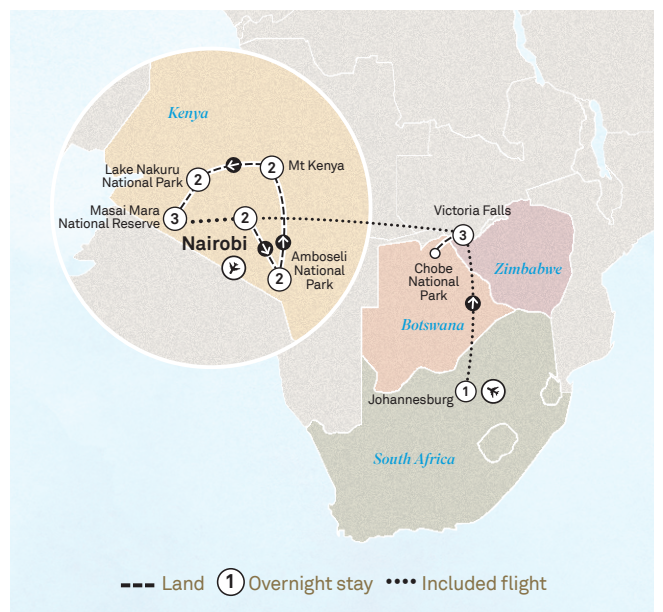 Kenya
Lake Nakuru
National Park
2
2
Mt Kenya
Masai Mara
National Reserve
3
2
Nairobi
Amboseli
National
Park
2
Victoria Falls
3
Chobe
National
Park
Zimbabwe
Botswana
Johannesburg
1
South Africa
Land
1
Overnight stay
Included flight